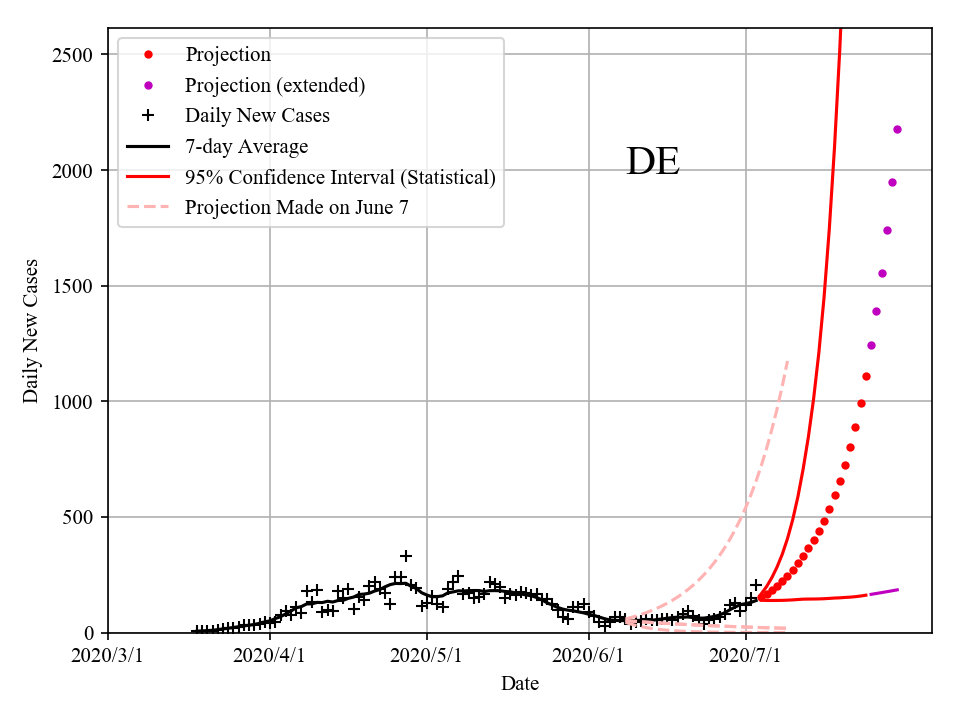 Projection
Projection (extended)
Daily New Cases
7-day Average
95% Confidence Interval (Statistical)
Projection Made on June 7
DE
2500
2000
1500
1000
500
0
Daily New Cases
2020/3/1
2020/4/1
2020/5/1
2020/6/1
2020/7/1
Date